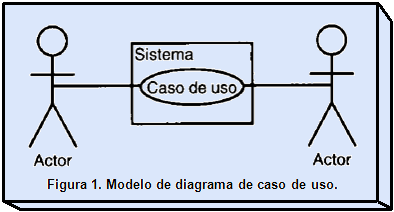 Sistema
Caso de uso
Actor
Actor
Figura 1. Modelo de diagrama de caso de uso.